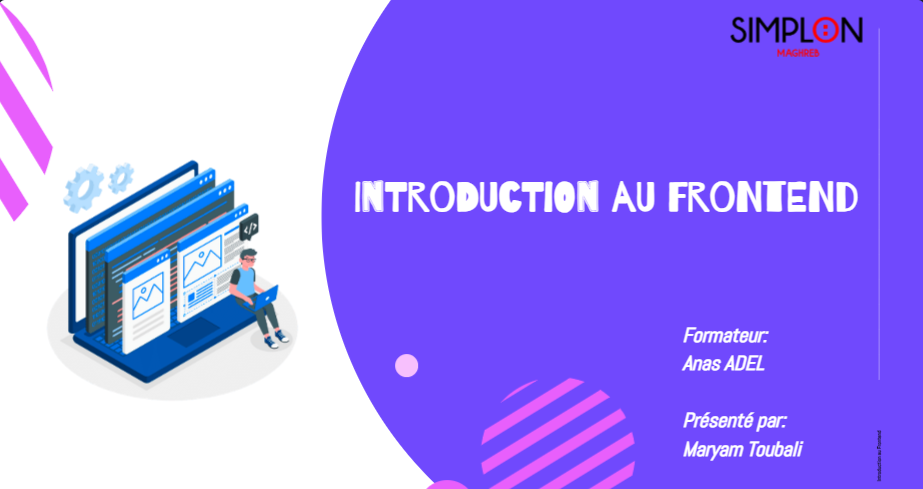 SIMPLON
MAGHREB
INTRODUCTION AU FRONTEND
</>
Formateur:
Anas ADEL
Présenté par:
Maryam Toubali
Introduction au Frontend